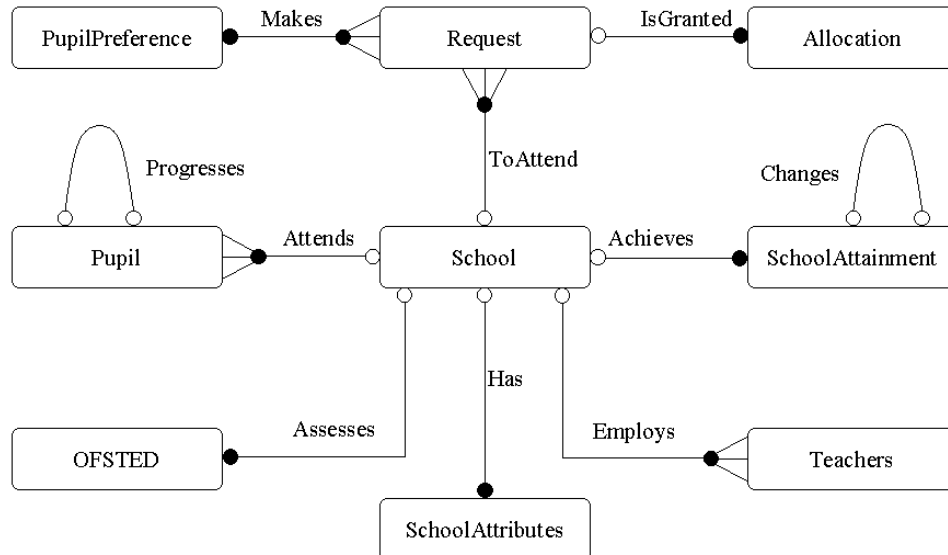 Makes
IsGranted
PupilPreference
Request
Allocation
Progresses
ToAttend
Changes
Attends
Achieves
Pupil
School
SchoolAttainment
Has
Assesses
Employs
OFSTED
Teachers
SchoolAttributes